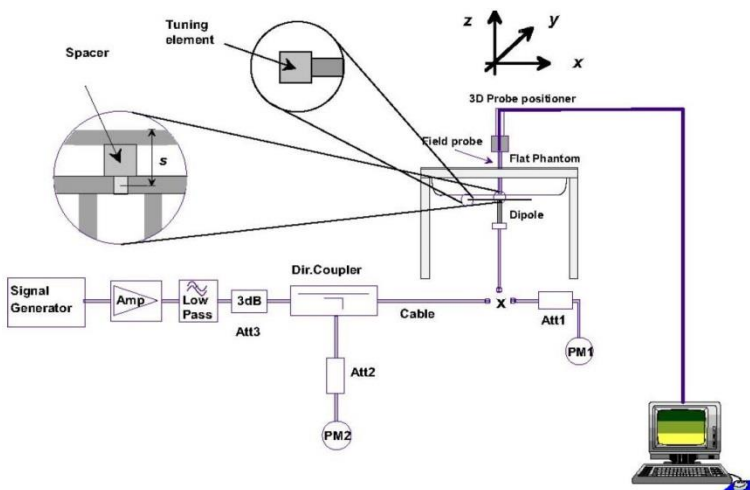 Tuning
element
Spacer
z
y
x
3D Probe positioner
Field probe
Flat Phantom
s
Dipole
Dir.Coupler
Signal
Generator
Amp
Low
Pass
3dB
Att3
Cable
x
Att1
PM1
Att2
PM2